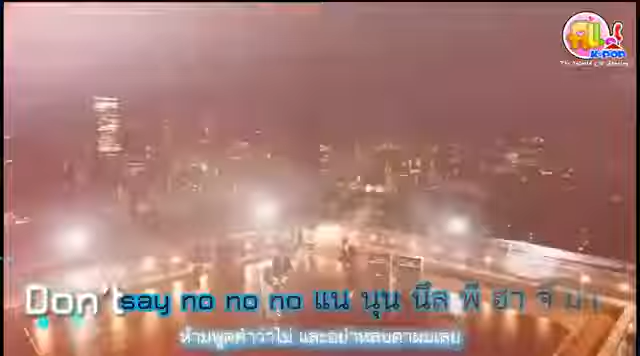 ALL
K-POP
Don't say no no no แน นุน นึล พี ฮา จี มา
ห้ามพูดคำว่าไม่ และอย่าหลบตาผมเลย